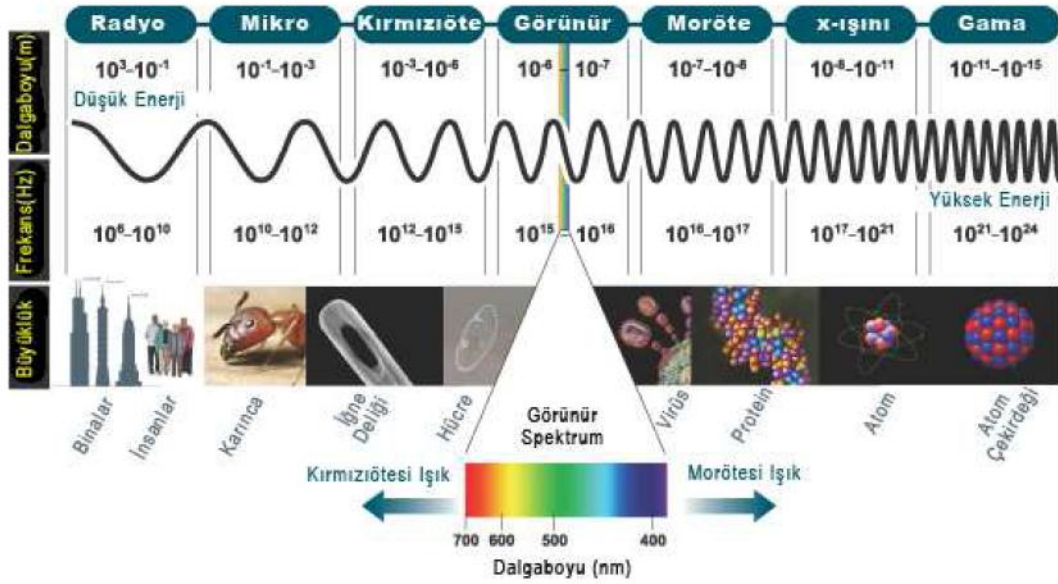 Radyo Mikro Kırmızıöte Görünür Moröte x-ışını Gama
Dalgaboyu(m)
10³–10⁻¹ 10⁻¹–10⁻³ 10⁻³–10⁻⁶ 10⁻⁶ – 10⁻⁷ 10⁻⁷–10⁻⁸ 10⁻⁸–10⁻¹¹ 10⁻¹¹–10⁻¹⁵
Düşük Enerji
Yüksek Enerji
Frekans(Hz)
10⁶–10¹⁰ 10¹⁰–10¹² 10¹²–10¹⁵ 10¹⁵ – 10¹⁶ 10¹⁶–10¹⁷ 10¹⁷–10²¹ 10²¹–10²⁴
Büyüklük
Binalar
İnsanlar
Karınca
İğne
Deliği
Hücre
Virüs
Protein
Atom
Atom
Çekirdeği
Görünür
Spektrum
Kırmızıötesi Işık
Morötesi Işık
700 600 500 400
Dalgaboyu (nm)